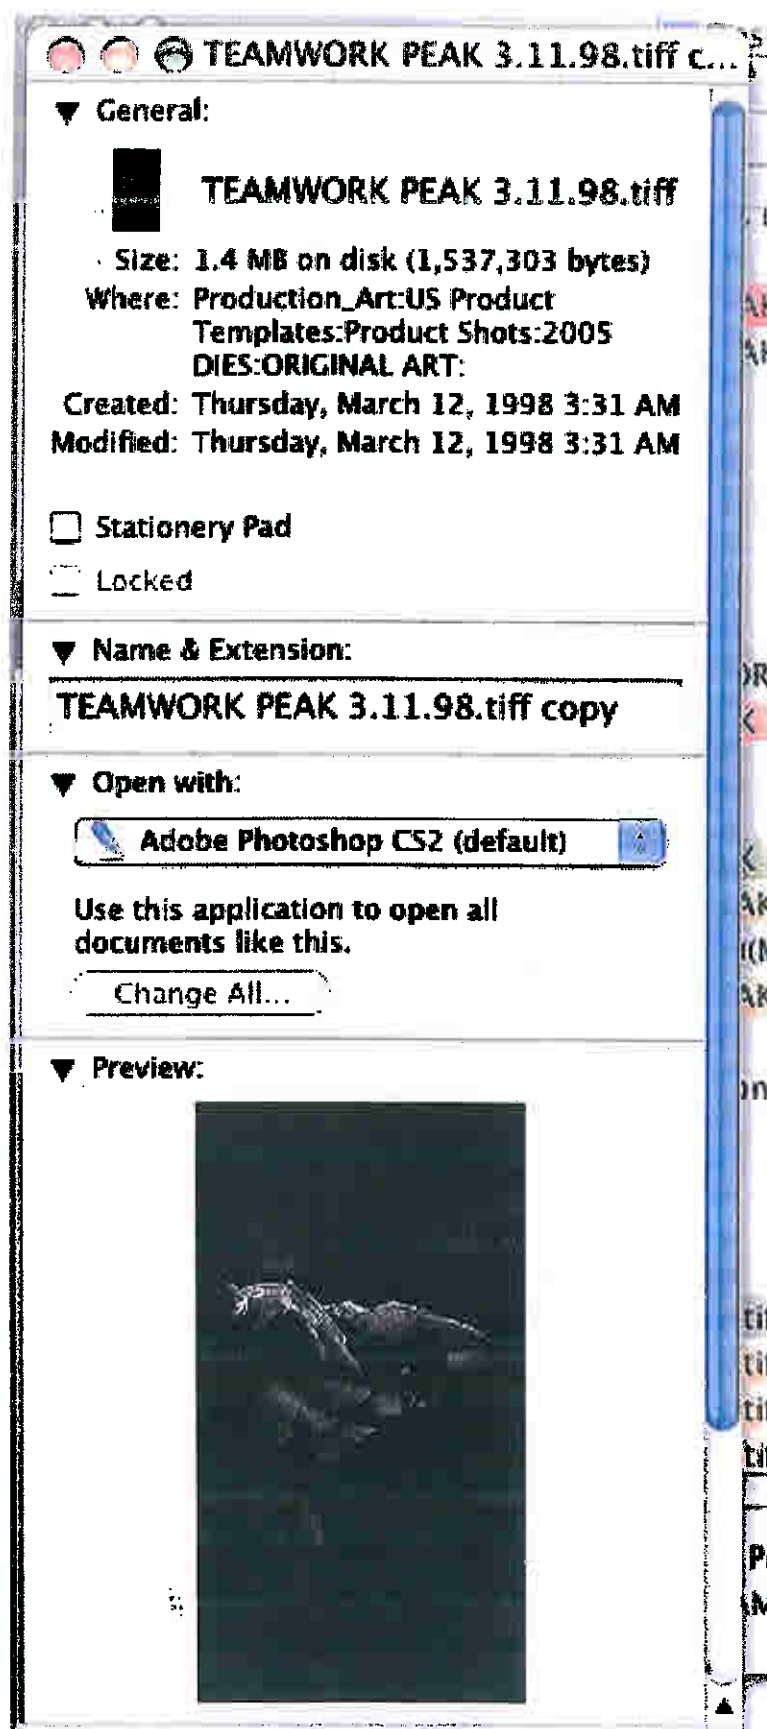 TEAMWORK PEAK 3.11.98.tiff c...
General:
TEAMWORK PEAK 3.11.98.tiff
Size: 1.4 MB on disk (1,537,303 bytes)
Where: Production_Art:US Product
Templates:Product Shots:2005
DIES:ORIGINAL ART:
Created: Thursday, March 12, 1998 3:31 AM
Modified: Thursday, March 12, 1998 3:31 AM
Stationery Pad
Locked
Name & Extension:
TEAMWORK PEAK 3.11.98.tiff copy
Open with:
Adobe Photoshop CS2 (default)
Use this application to open all
documents like this.
Change All...
Preview: